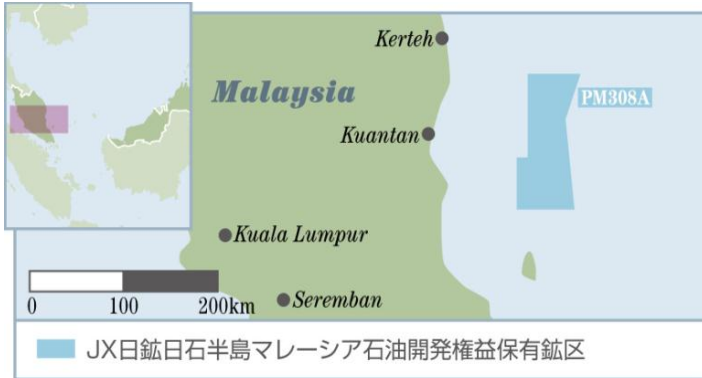 Kerteh
Malaysia
PM308A
Kuantan
Kuala Lumpur
Seremban
0 100 200km
JX日鉱日石半島マレーシア石油開発権益保有鉱区